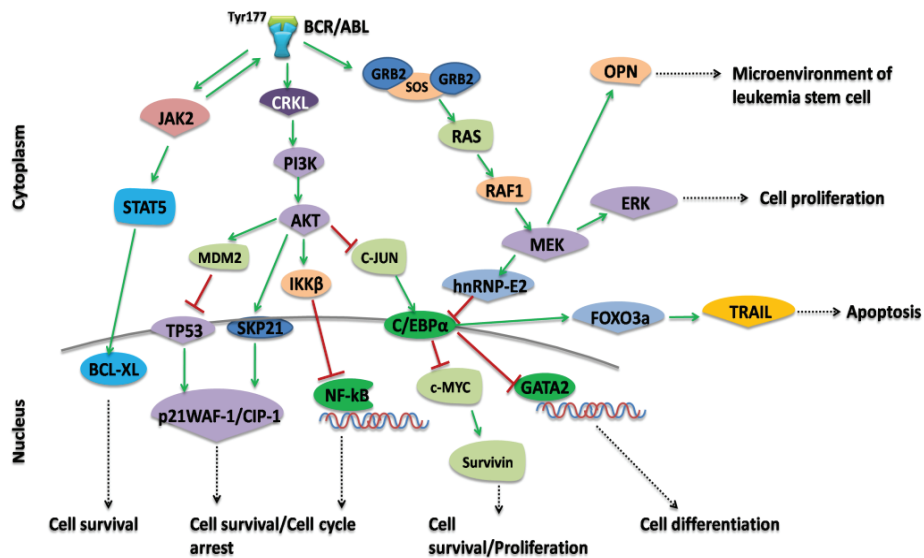 Tyr177
BCR/ABL
GRB2
SOS
GRB2
OPN
Microenvironment of
leukemia stem cell
CRKL
JAK2
RAS
Cytoplasm
PI3K
RAF1
ERK
Cell proliferation
STAT5
AKT
MEK
MDM2
C-JUN
IKKβ
hnRNP-E2
TP53
SKP21
C/EBPα
FOXO3a
TRAIL
Apoptosis
BCL-XL
c-MYC
GATA2
NF-kB
p21WAF-1/CIP-1
Nucleus
Survivin
Cell survival
Cell survival/Cell cycle
arrest
Cell
survival/Proliferation
Cell differentiation